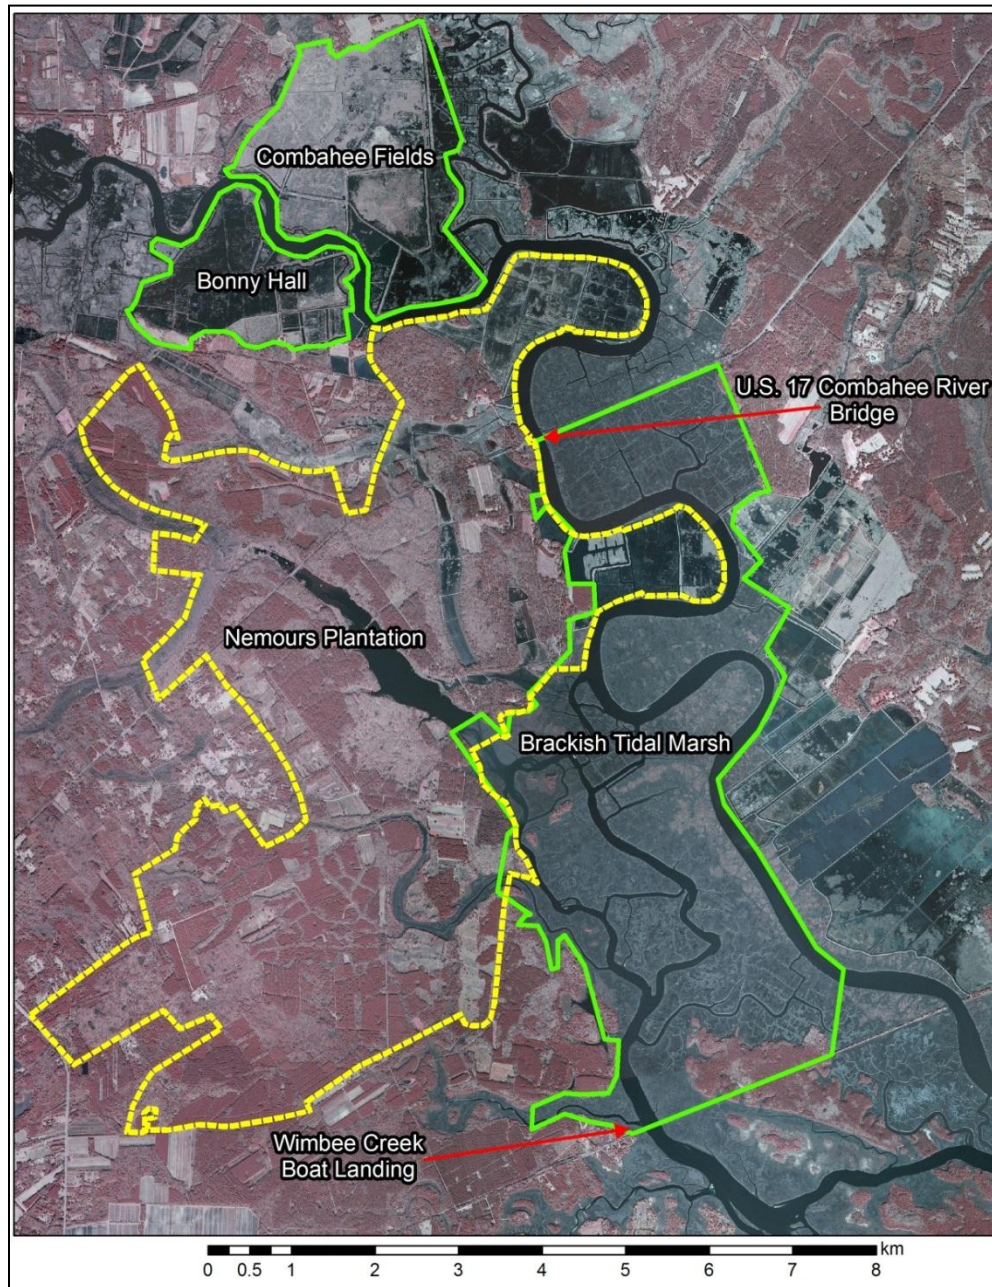 Combahee Fields
Bonny Hall
U.S. 17 Combahee River
Bridge
Nemours Plantation
Brackish Tidal Marsh
Wimbee Creek
Boat Landing
km
0 0.5 1 2 3 4 5 6 7 8